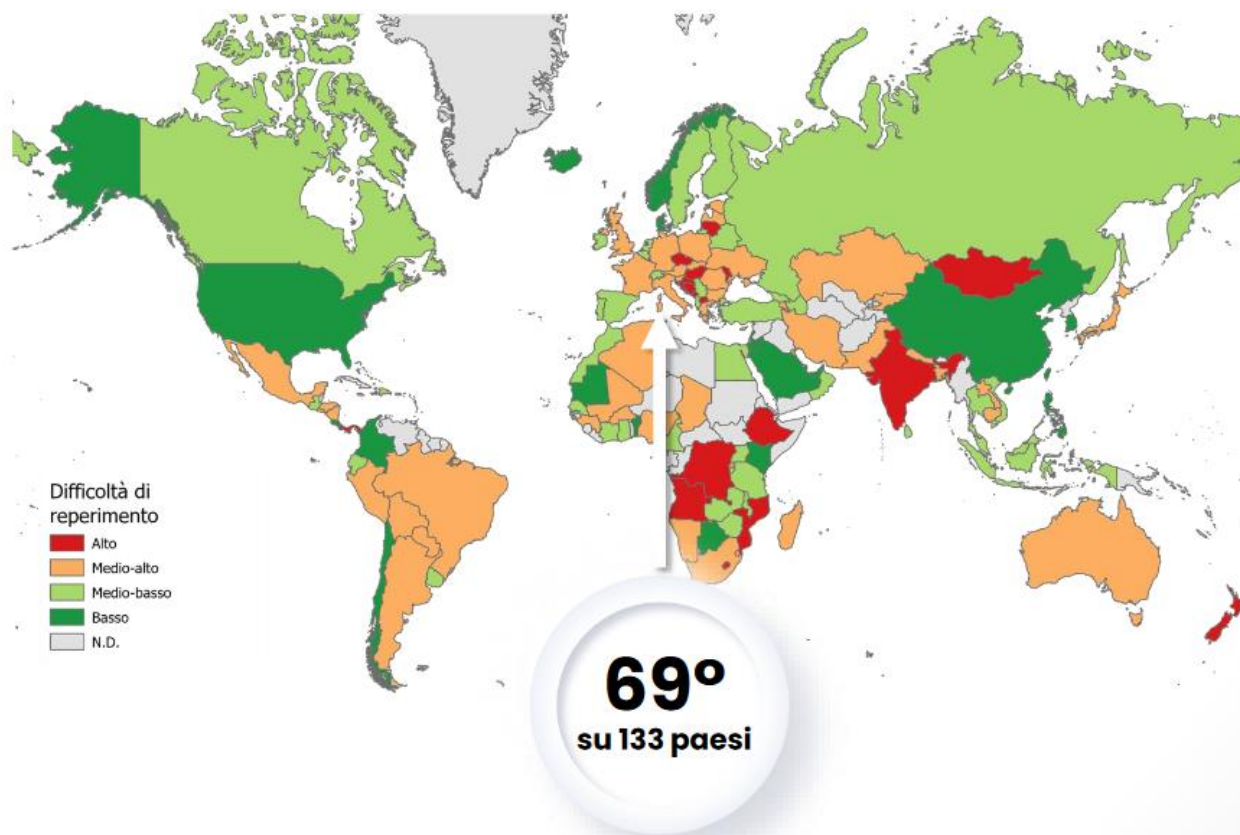 Difficoltà di
reperimento
Alto
Medio-alto
Medio-basso
Basso
N.D.
69°
su 133 paesi